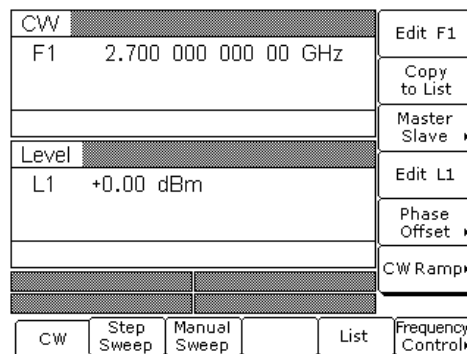 CW
F1 2.700 000 000 00 GHz
Level
L1 +0.00 dBm
Edit F1
Copy
to List
Master
Slave
Edit L1
Phase
Offset
CW Ramp
CW
Step
Sweep
Manual
Sweep
List
Frequency
Control